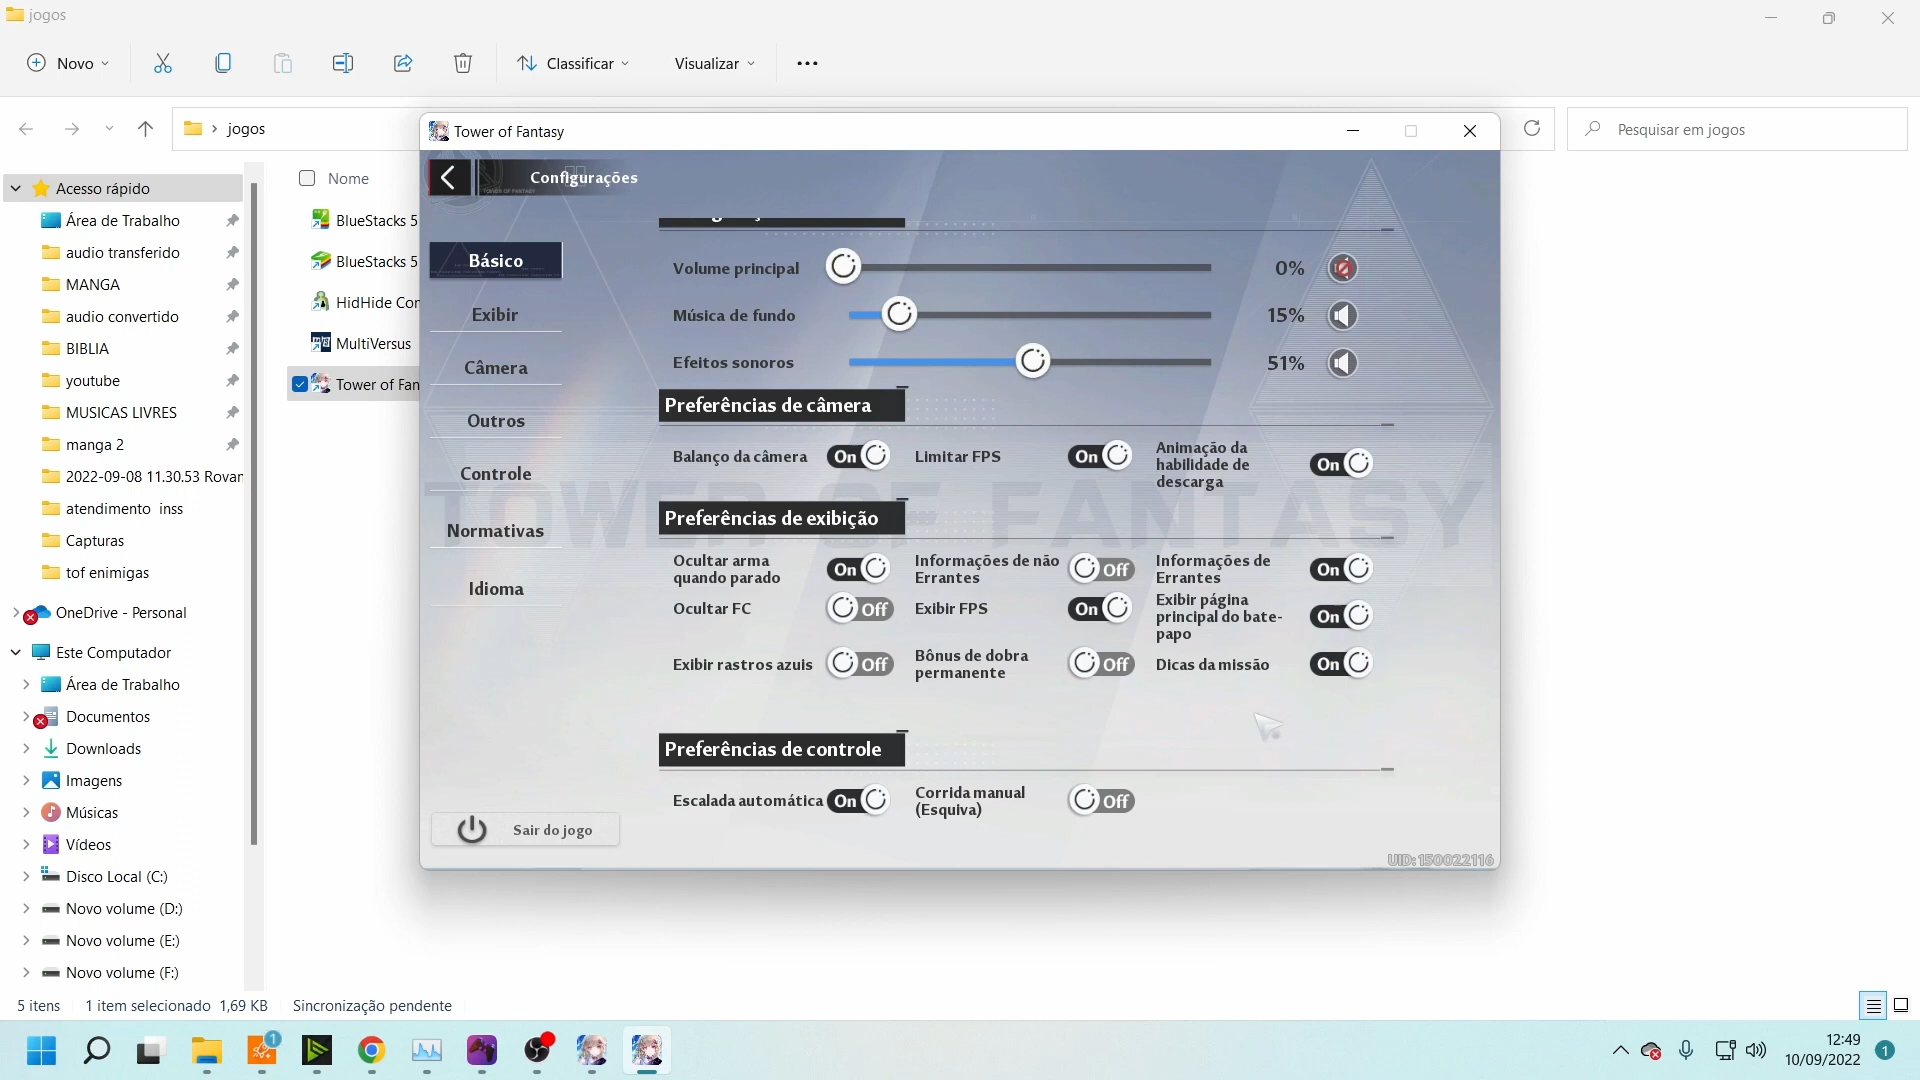 jogos
Novo
Classificar
Visualizar
jogos
Pesquisar em jogos
Acesso rápido
Área de Trabalho
audio transferido
MANGA
audio convertido
BIBLIA
youtube
MUSICAS LIVRES
manga 2
2022-09-08 11.30.53 Rovan
atendimento inss
Capturas
tof enimigas
OneDrive - Personal
Este Computador
Área de Trabalho
Documentos
Downloads
Imagens
Músicas
Vídeos
Disco Local (C:)
Novo volume (D:)
Novo volume (E:)
Novo volume (F:)
Nome
BlueStacks 5
BlueStacks 5
HidHide Con
MultiVersus
Tower of Fan
Tower of Fantasy
Configurações
Básico
Exibir
Câmera
Outros
Controle
Normativas
Idioma
Sair do jogo
Volume principal 0%
Música de fundo 15%
Efeitos sonoros 51%
Preferências de câmera
Balanço da câmera On
Limitar FPS On
Animação da
habilidade de
descarga
On
TOWER OF FANTASY
Preferências de exibição
Ocultar arma
quando parado
On
Informações de não
Errantes
Off
Informações de
Errantes
On
Ocultar FC Off
Exibir FPS On
Exibir página
principal do bate-
papo
On
Exibir rastros azuis Off
Bônus de dobra
permanente
Off
Dicas da missão On
Preferências de controle
Escalada automática On
Corrida manual
(Esquiva)
Off
UID:150022116
5 itens
1 item selecionado 1,69 KB
Sincronização pendente
1
12:49
10/09/2022
1